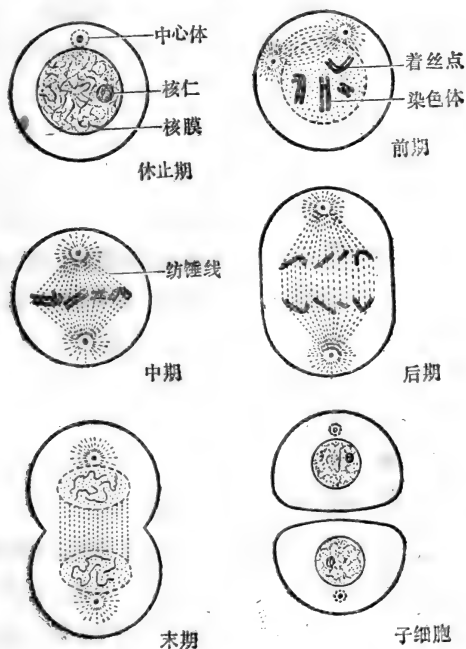 中心体
核仁
核膜
休止期
着丝点
染色体
前期
纺锤线
中期
后期
末期
子细胞